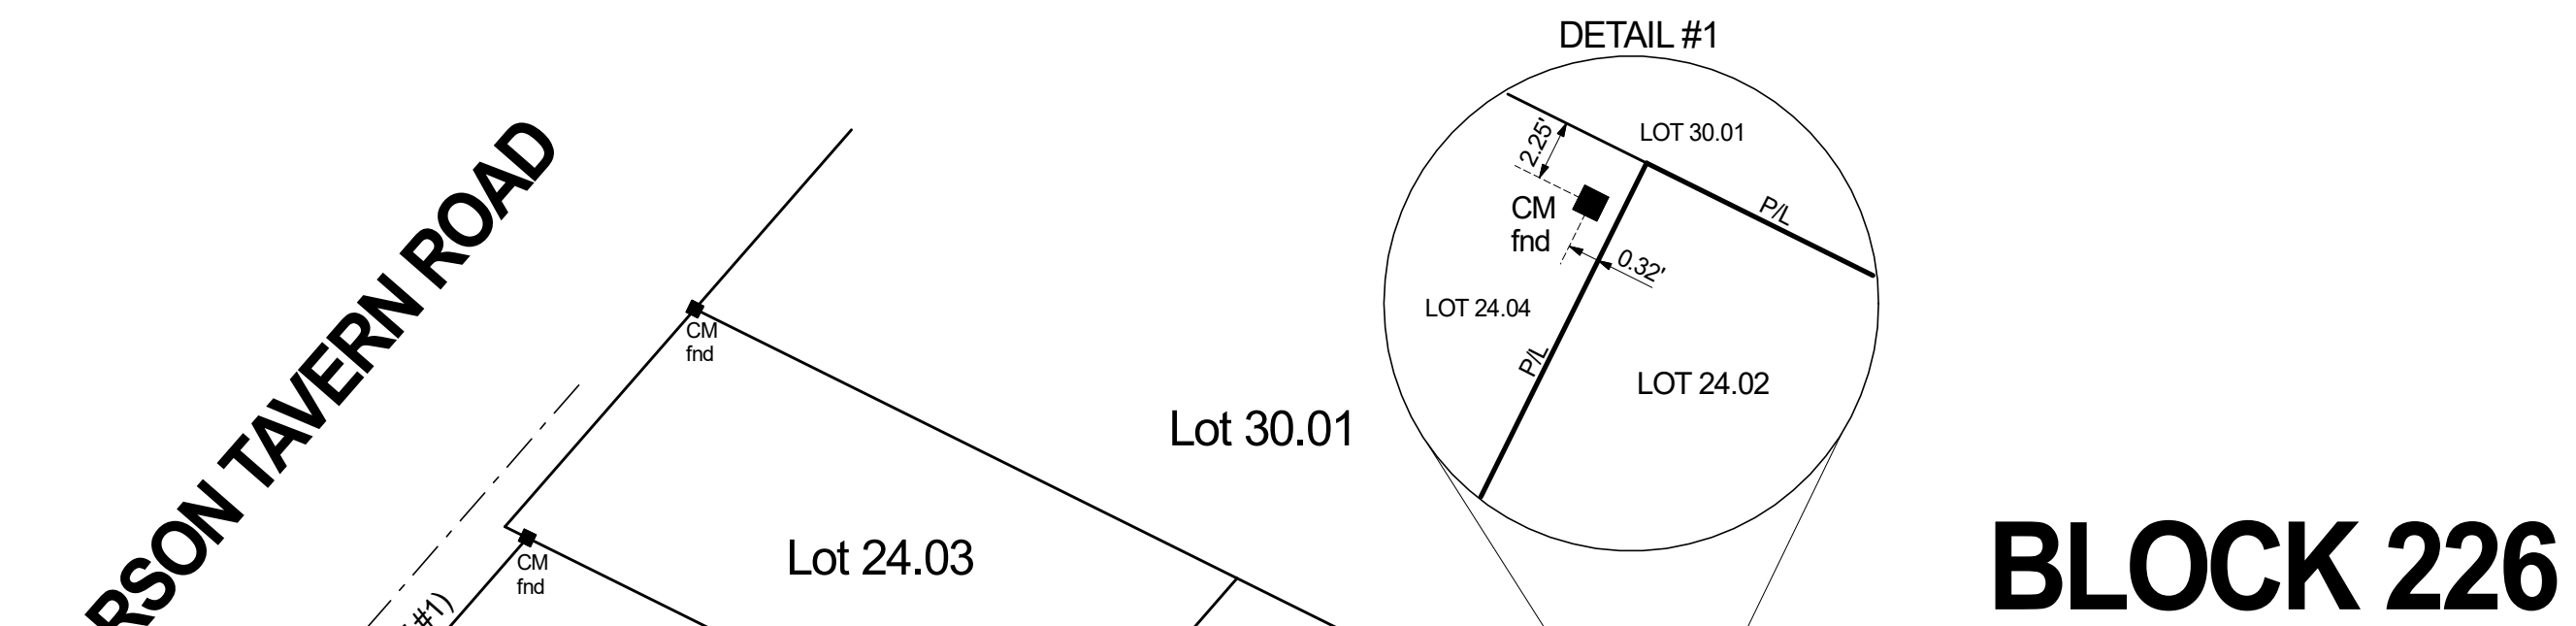 DETAIL #1
LOT 30.01
2.25'
P/L
CM
fnd
0.32'
LOT 24.04
P/L
LOT 24.02
RSON TAVERN ROAD
CM
fnd
Lot 30.01
Lot 24.03
CM
fnd
#1)
BLOCK 226